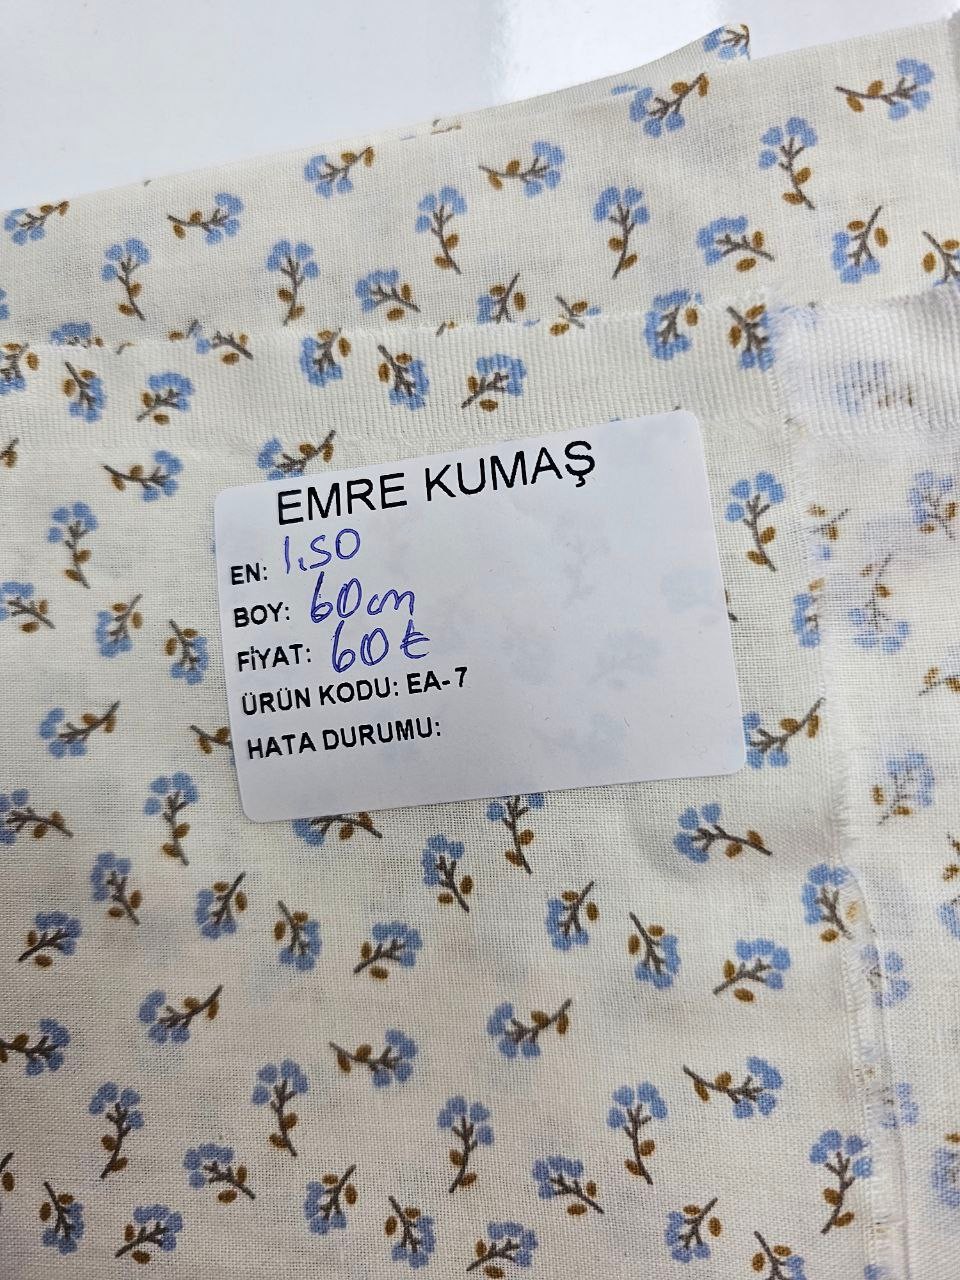 EMRE KUMAŞ
EN: 1.50
BOY: 60cm
FİYAT: 60₺
ÜRÜN KODU: EA-7
HATA DURUMU: